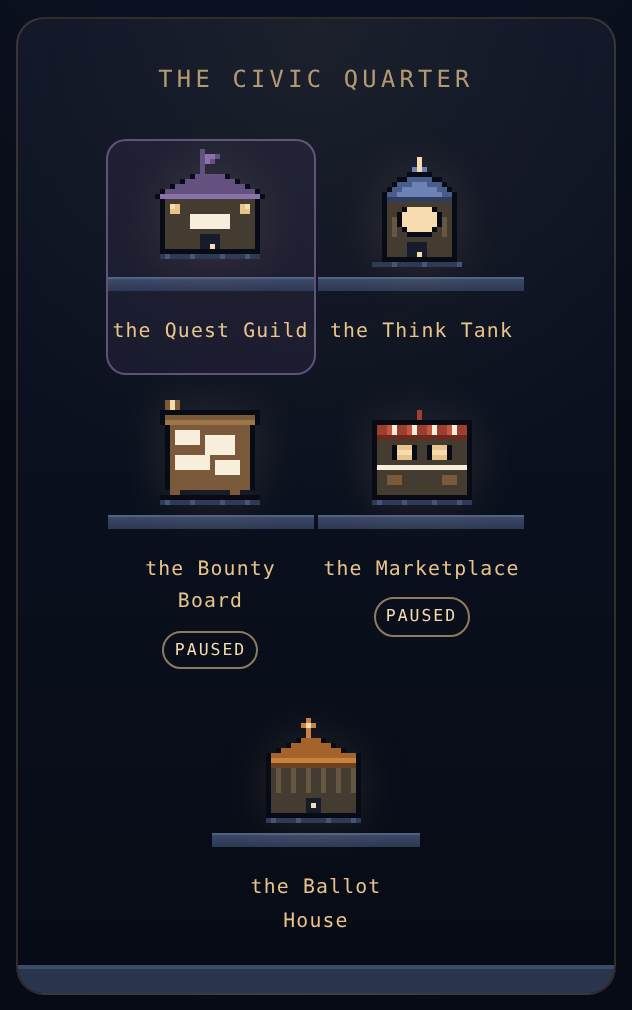 THE CIVIC QUARTER
the Quest Guild
the Think Tank
the Bounty
Board
PAUSED
the Marketplace
PAUSED
the Ballot
House